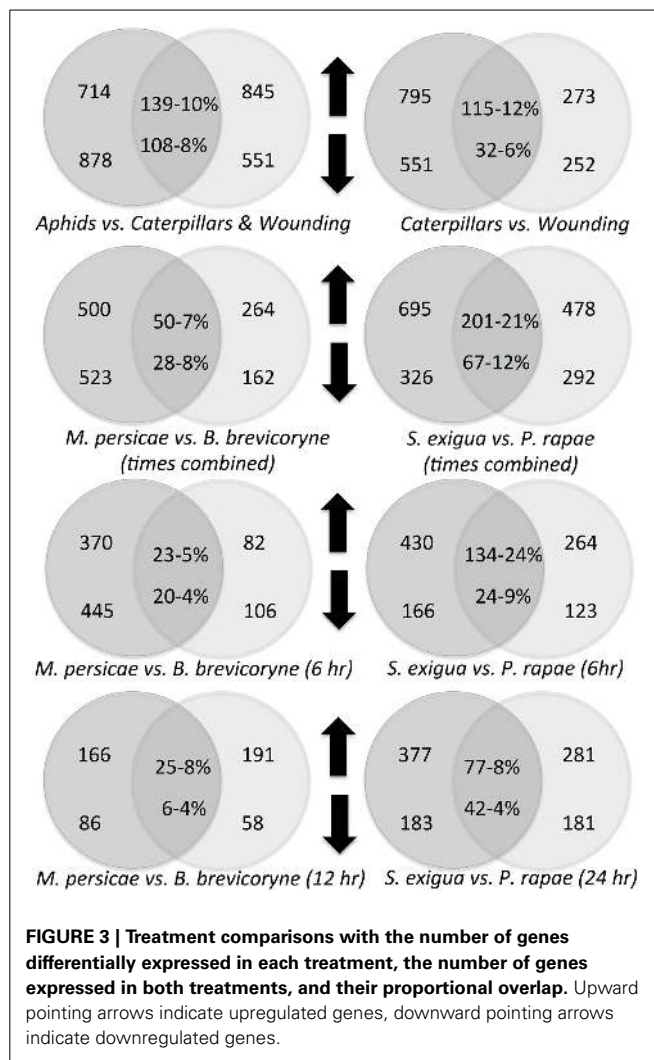 714 139-10% 845
878 108-8% 551
Aphids vs. Caterpillars & Wounding
795 115-12% 273
551 32-6% 252
Caterpillars vs. Wounding
500 50-7% 264
523 28-8% 162
M. persicae vs. B. brevicoryne
(times combined)
695 201-21% 478
326 67-12% 292
S. exigua vs. P. rapae
(times combined)
370 23-5% 82
445 20-4% 106
M. persicae vs. B. brevicoryne (6 hr)
430 134-24% 264
166 24-9% 123
S. exigua vs. P. rapae (6hr)
166 25-8% 191
86 6-4% 58
M. persicae vs. B. brevicoryne (12 hr)
377 77-8% 281
183 42-4% 181
S. exigua vs. P. rapae (24 hr)
FIGURE 3 | Treatment comparisons with the number of genes
differentially expressed in each treatment, the number of genes
expressed in both treatments, and their proportional overlap. Upward
pointing arrows indicate upregulated genes, downward pointing arrows
indicate downregulated genes.